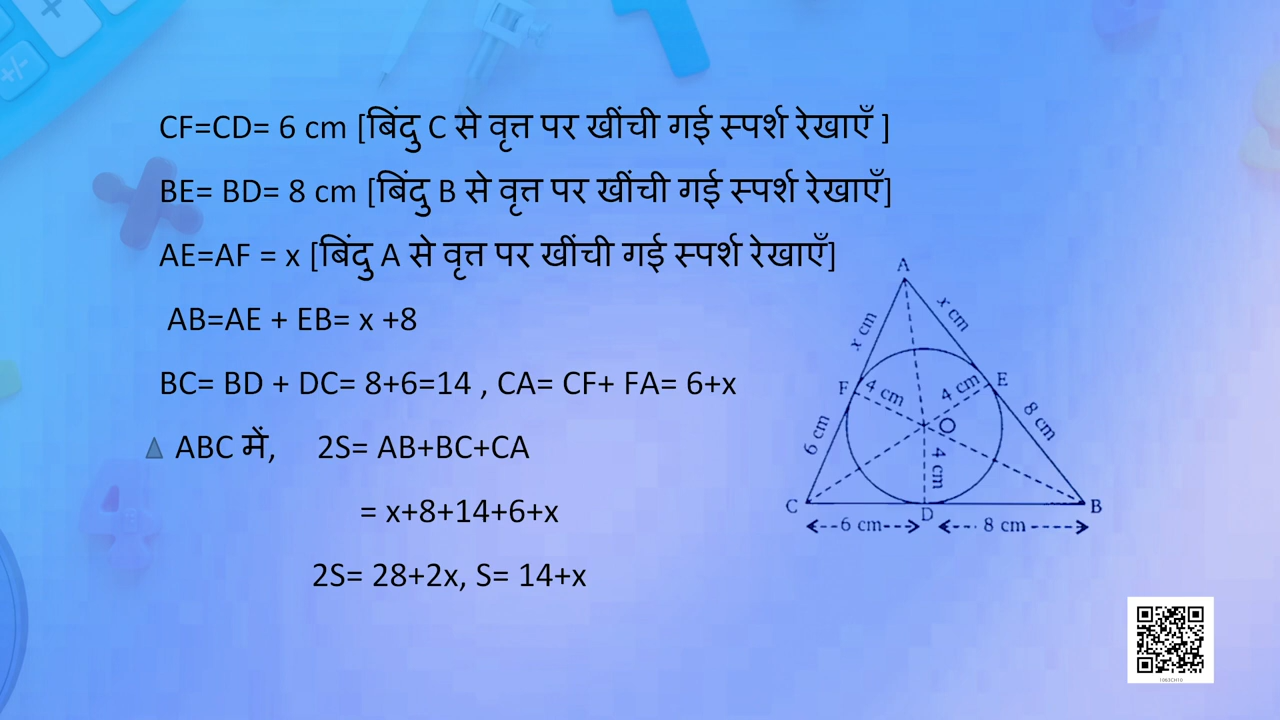 CF=CD= 6 cm [बिंदु C से वृत्त पर खींची गई स्पर्श रेखाएँ ]
BE= BD= 8 cm [बिंदु B से वृत्त पर खींची गई स्पर्श रेखाएँ]
AE=AF = x [बिंदु A से वृत्त पर खींची गई स्पर्श रेखाएँ]
AB=AE + EB= x +8
BC= BD + DC= 8+6=14 , CA= CF+ FA= 6+x
ABC में, 2S= AB+BC+CA
= x+8+14+6+x
2S= 28+2x, S= 14+x
A
x cm
x cm
F
4 cm
4 cm
E
6 cm
8 cm
O
4 cm
C
D
B
6 cm
8 cm
1063CH10
+
+/-